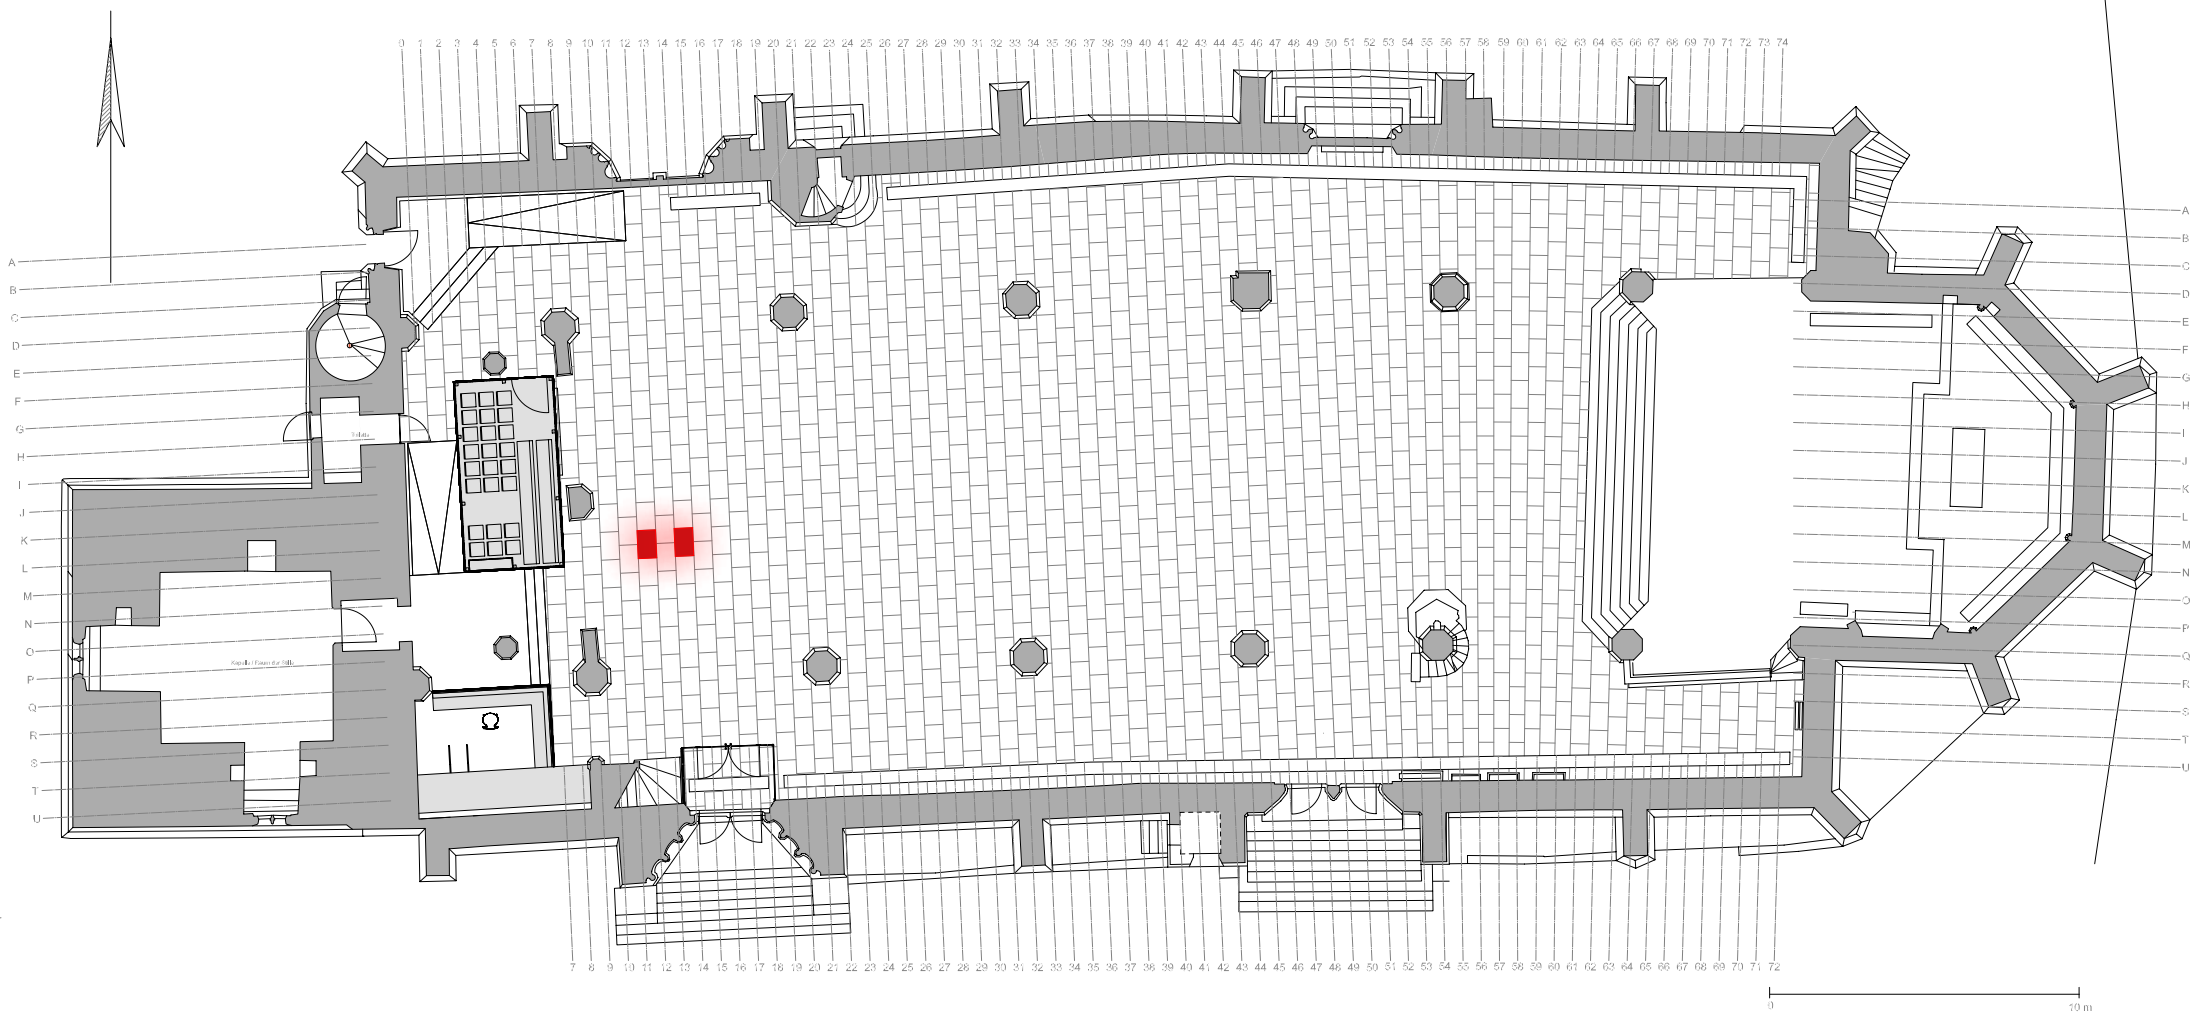 0 1 2 3 4 5 6 7 8 9 10 11 12 13 14 15 16 17 18 19 20 21 22 23 24 25 26 27 28 29 30 31 32 33 34 35 36 37 38 39 40 41 42 43 44 45 46 47 48 49 50 51 52 53 54 55 56 57 58 59 60 61 62 63 64 65 66 67 68 69 70 71 72 73 74
A
B
C
D
E
F
G
H
I
J
K
L
M
N
O
P
Q
R
S
T
U
A
B
C
D
E
F
G
H
I
J
K
L
M
N
O
P
Q
R
S
T
U
7 8 9 10 11 12 13 14 15 16 17 18 19 20 21 22 23 24 25 26 27 28 29 30 31 32 33 34 35 36 37 38 39 40 41 42 43 44 45 46 47 48 49 50 51 52 53 54 55 56 57 58 59 60 61 62 63 64 65 66 67 68 69 70 71 72
0 10 m